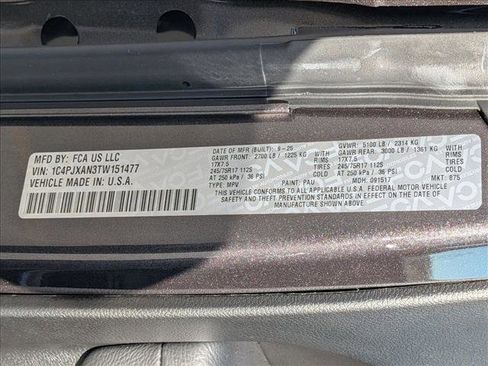 MFD BY: FCA US LLC
VIN: 1C4PJXAN3TW151477
VEHICLE MADE IN: U.S.A.
DATE OF MFR (BUILT): 9-25 GVWR: 5100 LB / 2314 KG
GAWR FRONT: 2700 LB / 1225 KG GAWR REAR: 3000 LB / 1361 KG
17X7.5 RIMS 17X7.5 RIMS
245/75R17 112S TIRES 245/75R17 112S TIRES
AT 250 KPA / 36 PSI COLD AT 250 KPA / 36 PSI COLD
TYPE: MPV PAINT: PAU MDH: 091517 MKT: 875
THIS VEHICLE CONFORMS TO ALL APPLICABLE U.S.A. FEDERAL MOTOR VEHICLE
SAFETY AND THEFT PREVENTION STANDARDS IN EFFECT ON THE DATE OF
MANUFACTURE SHOWN ABOVE.